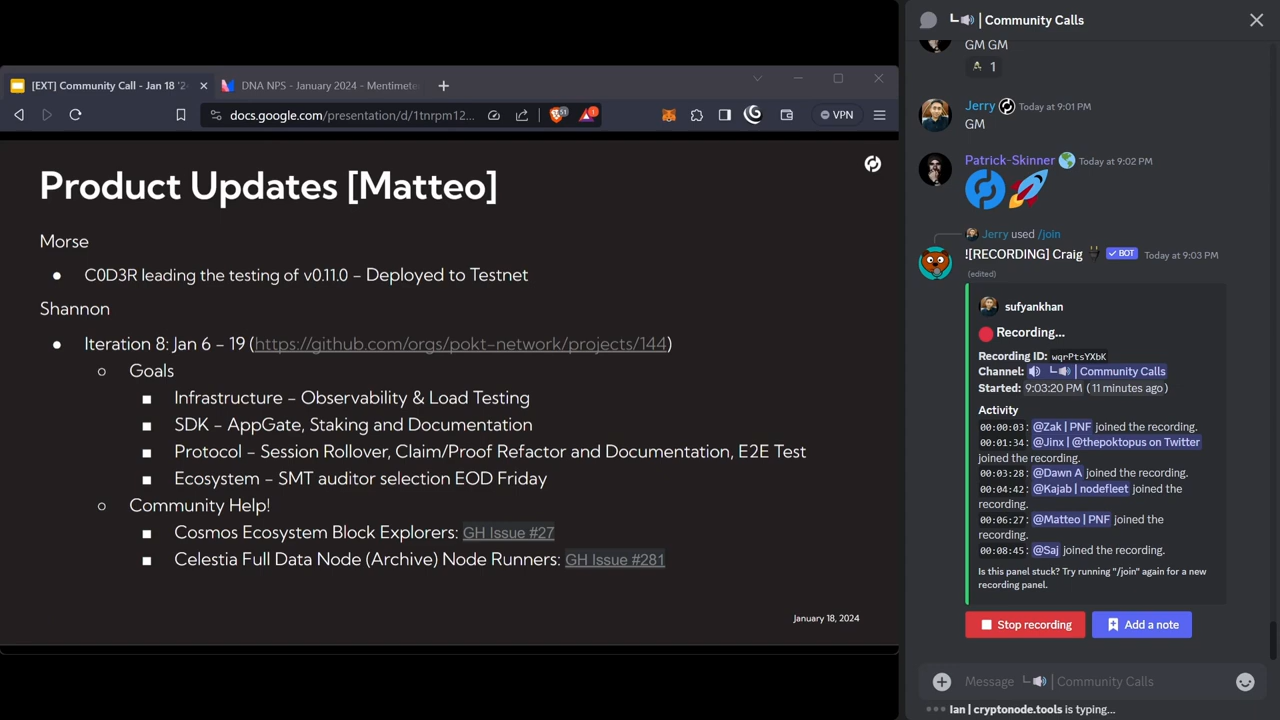 [EXT] Community Call - Jan 18 '2
DNA NPS - January 2024 - Mentimete
docs.google.com/presentation/d/1tnrpm12...
51
1
VPN
Product Updates [Matteo]
Morse
C0D3R leading the testing of v0.11.0 – Deployed to Testnet
Shannon
Iteration 8: Jan 6 – 19 (https://github.com/orgs/pokt-network/projects/144)
Goals
Infrastructure – Observability & Load Testing
SDK – AppGate, Staking and Documentation
Protocol – Session Rollover, Claim/Proof Refactor and Documentation, E2E Test
Ecosystem – SMT auditor selection EOD Friday
Community Help!
Cosmos Ecosystem Block Explorers: GH Issue #27
Celestia Full Data Node (Archive) Node Runners: GH Issue #281
January 18, 2024
Community Calls
GM GM
1
Jerry Today at 9:01 PM
GM
Patrick-Skinner Today at 9:02 PM
Jerry used /join
![RECORDING] Craig BOT Today at 9:03 PM
(edited)
sufyankhan
Recording...
Recording ID: wqrPtsYXbK
Channel: Community Calls
Started: 9:03:20 PM (11 minutes ago)
Activity
00:00:03: @Zak | PNF joined the recording.
00:01:34: @Jinx | @thepoktopus on Twitter
joined the recording.
00:03:28: @Dawn A joined the recording.
00:04:42: @Kajab | nodefleet joined the
recording.
00:06:27: @Matteo | PNF joined the
recording.
00:08:45: @Saj joined the recording.
Is this panel stuck? Try running "/join" again for a new
recording panel.
Stop recording
Add a note
Message Community Calls
Ian | cryptonode.tools is typing...